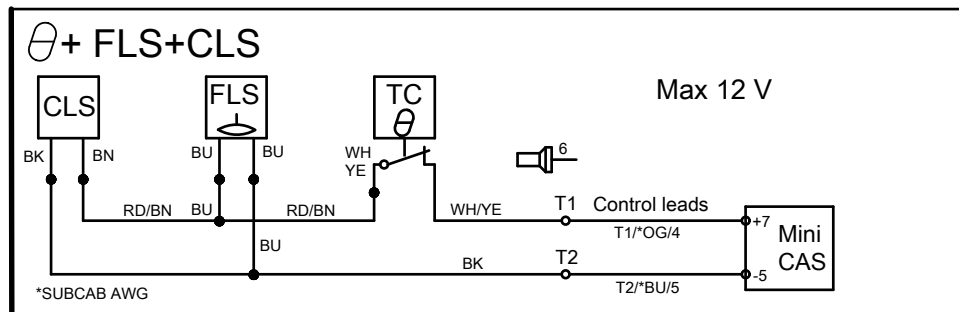 θ+ FLS+CLS
Max 12 V
CLS
FLS
TC
θ
BK
BN
BU
BU
WH
YE
6
RD/BN
BU
RD/BN
WH/YE
T1
Control leads
T1/*OG/4
+7
Mini
CAS
BU
BK
T2
T2/*BU/5
-5
*SUBCAB AWG